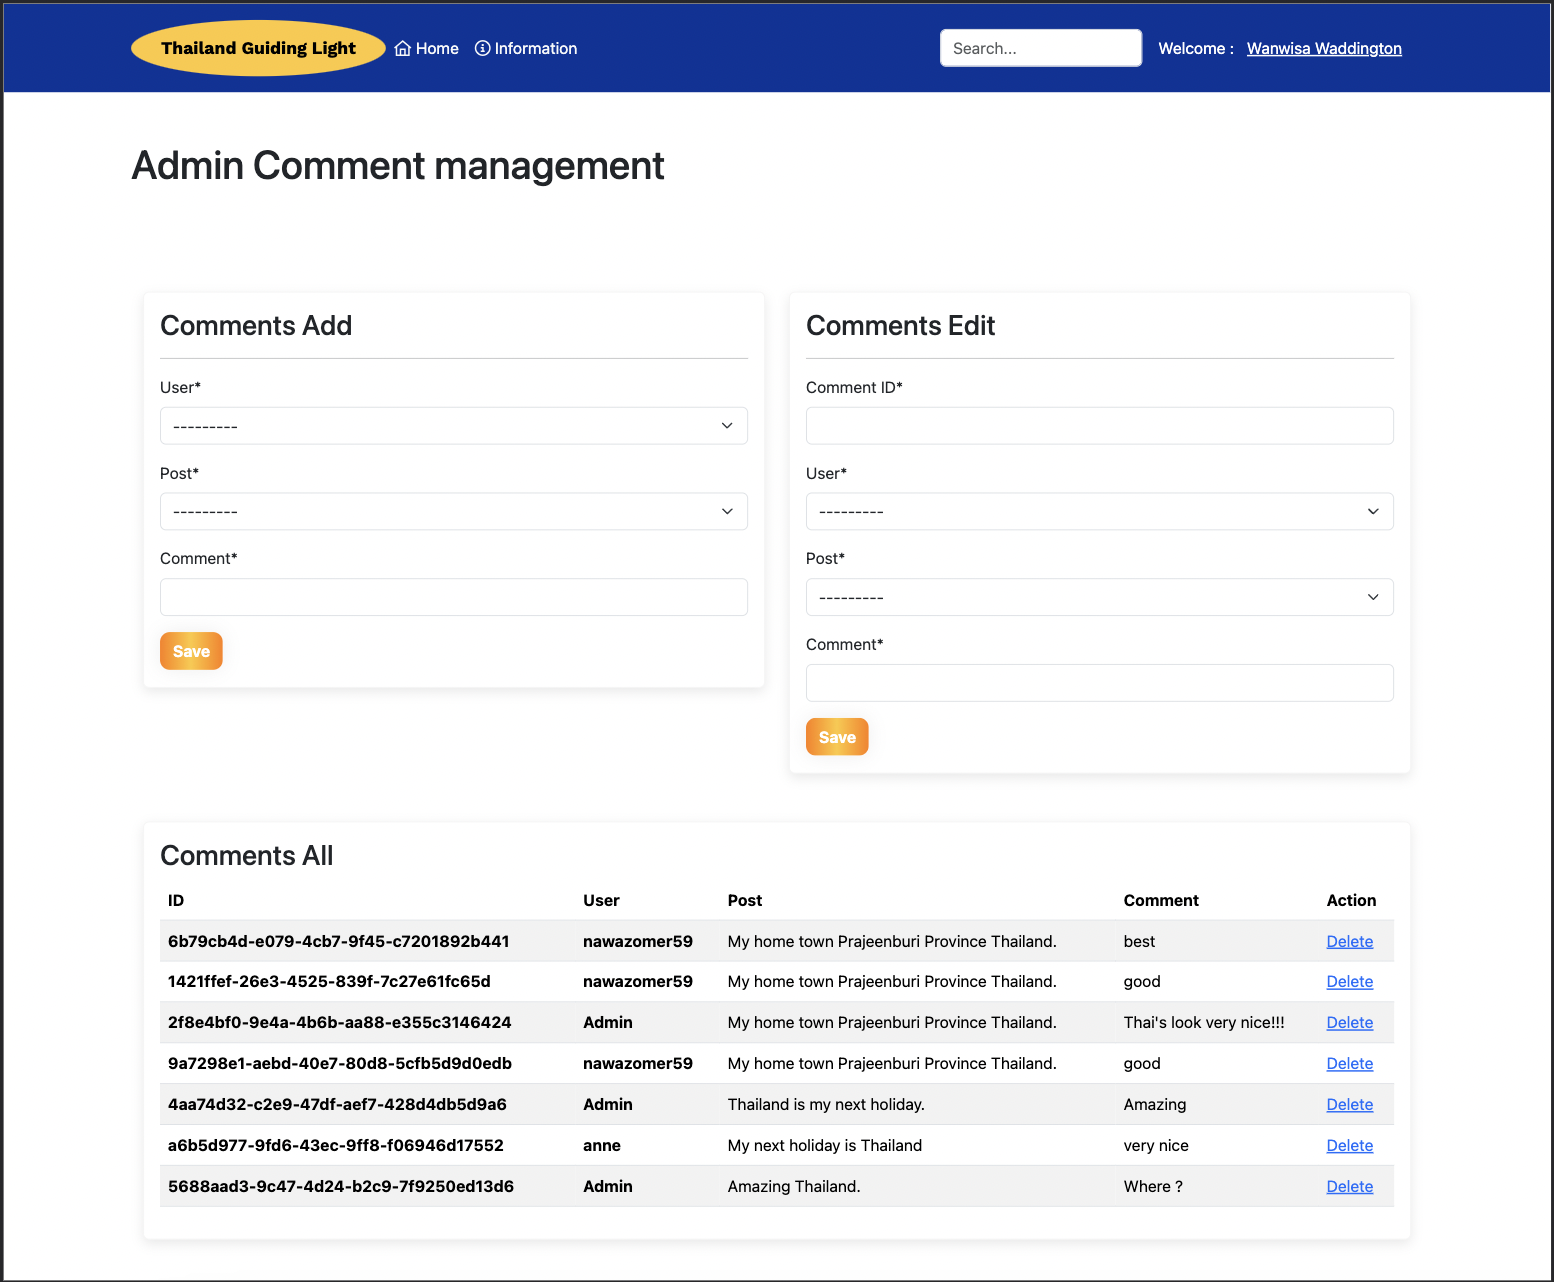 Thailand Guiding Light Home Information Search... Welcome : Wanwisa Waddington
Admin Comment management
Comments Add
User*
---------
Post*
---------
Comment*
Save
Comments Edit
Comment ID*
User*
---------
Post*
---------
Comment*
Save
Comments All
ID User Post Comment Action
6b79cb4d-e079-4cb7-9f45-c7201892b441 nawazomer59 My home town Prajeenburi Province Thailand. best Delete
1421ffef-26e3-4525-839f-7c27e61fc65d nawazomer59 My home town Prajeenburi Province Thailand. good Delete
2f8e4bf0-9e4a-4b6b-aa88-e355c3146424 Admin My home town Prajeenburi Province Thailand. Thai's look very nice!!! Delete
9a7298e1-aebd-40e7-80d8-5cfb5d9d0edb nawazomer59 My home town Prajeenburi Province Thailand. good Delete
4aa74d32-c2e9-47df-aef7-428d4db5d9a6 Admin Thailand is my next holiday. Amazing Delete
a6b5d977-9fd6-43ec-9ff8-f06946d17552 anne My next holiday is Thailand very nice Delete
5688aad3-9c47-4d24-b2c9-7f9250ed13d6 Admin Amazing Thailand. Where ? Delete